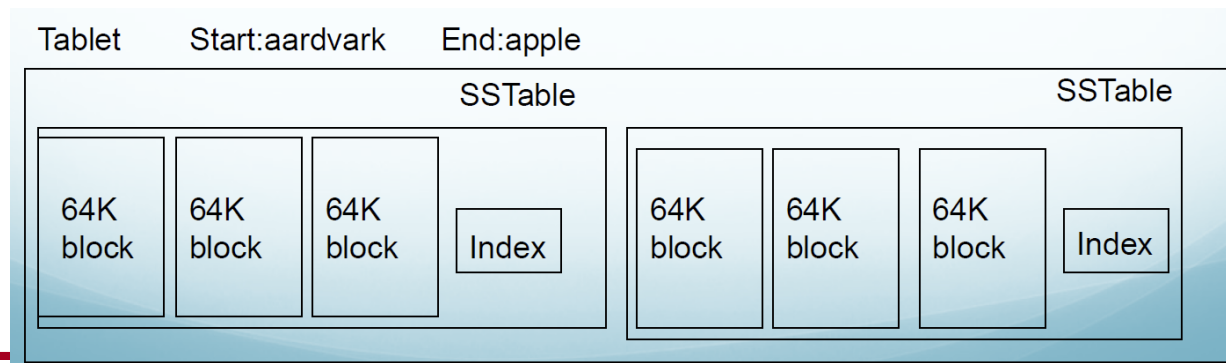 Tablet Start:aardvark End:apple
SSTable SSTable
64K 64K 64K 64K 64K 64K
block block block Index block block block Index